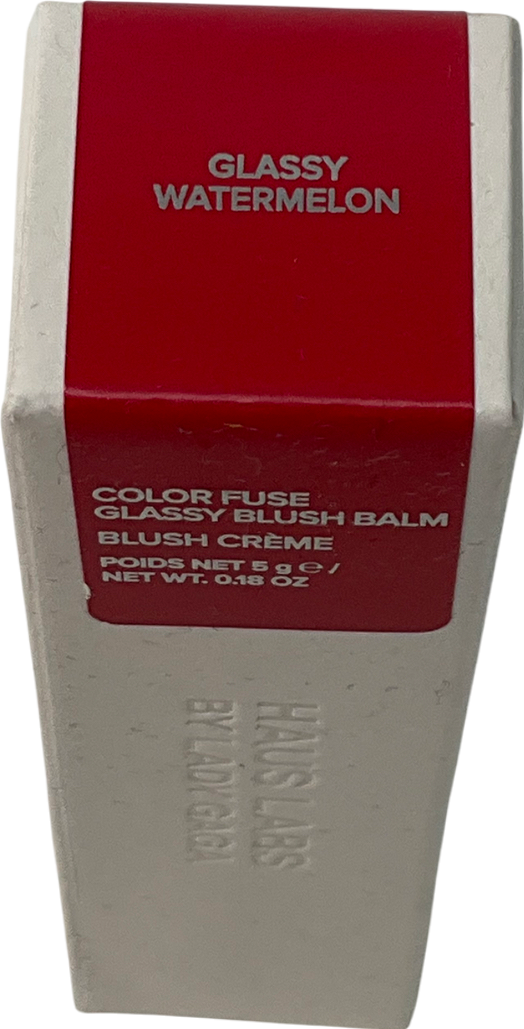 GLASSY
WATERMELON
COLOR FUSE
GLASSY BLUSH BALM
BLUSH CRÈME
POIDS NET 5 g ℮ /
NET WT. 0.18 OZ
HAUS LABS
BY LADY GAGA